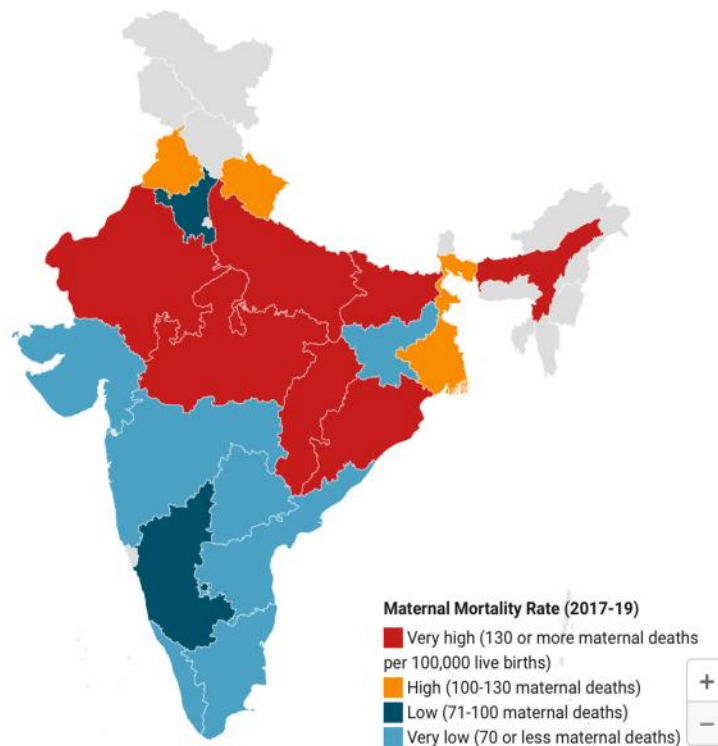 Maternal Mortality Rate (2017-19)
Very high (130 or more maternal deaths
per 100,000 live births)
High (100-130 maternal deaths)
Low (71-100 maternal deaths)
Very low (70 or less maternal deaths)
+
−